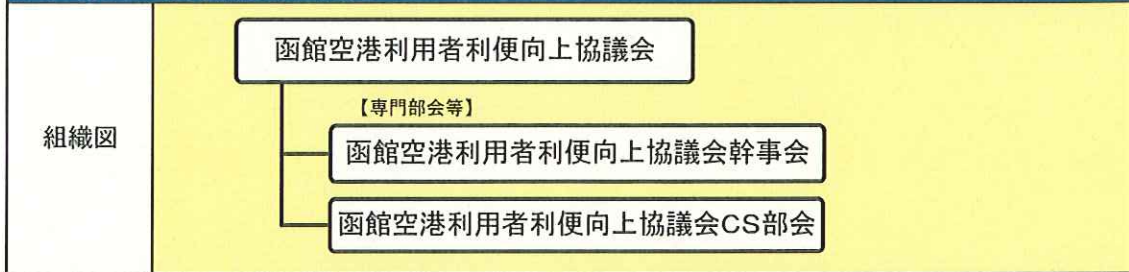 函館空港利用者利便向上協議会
【専門部会等】
組織図
函館空港利用者利便向上協議会幹事会
函館空港利用者利便向上協議会CS部会